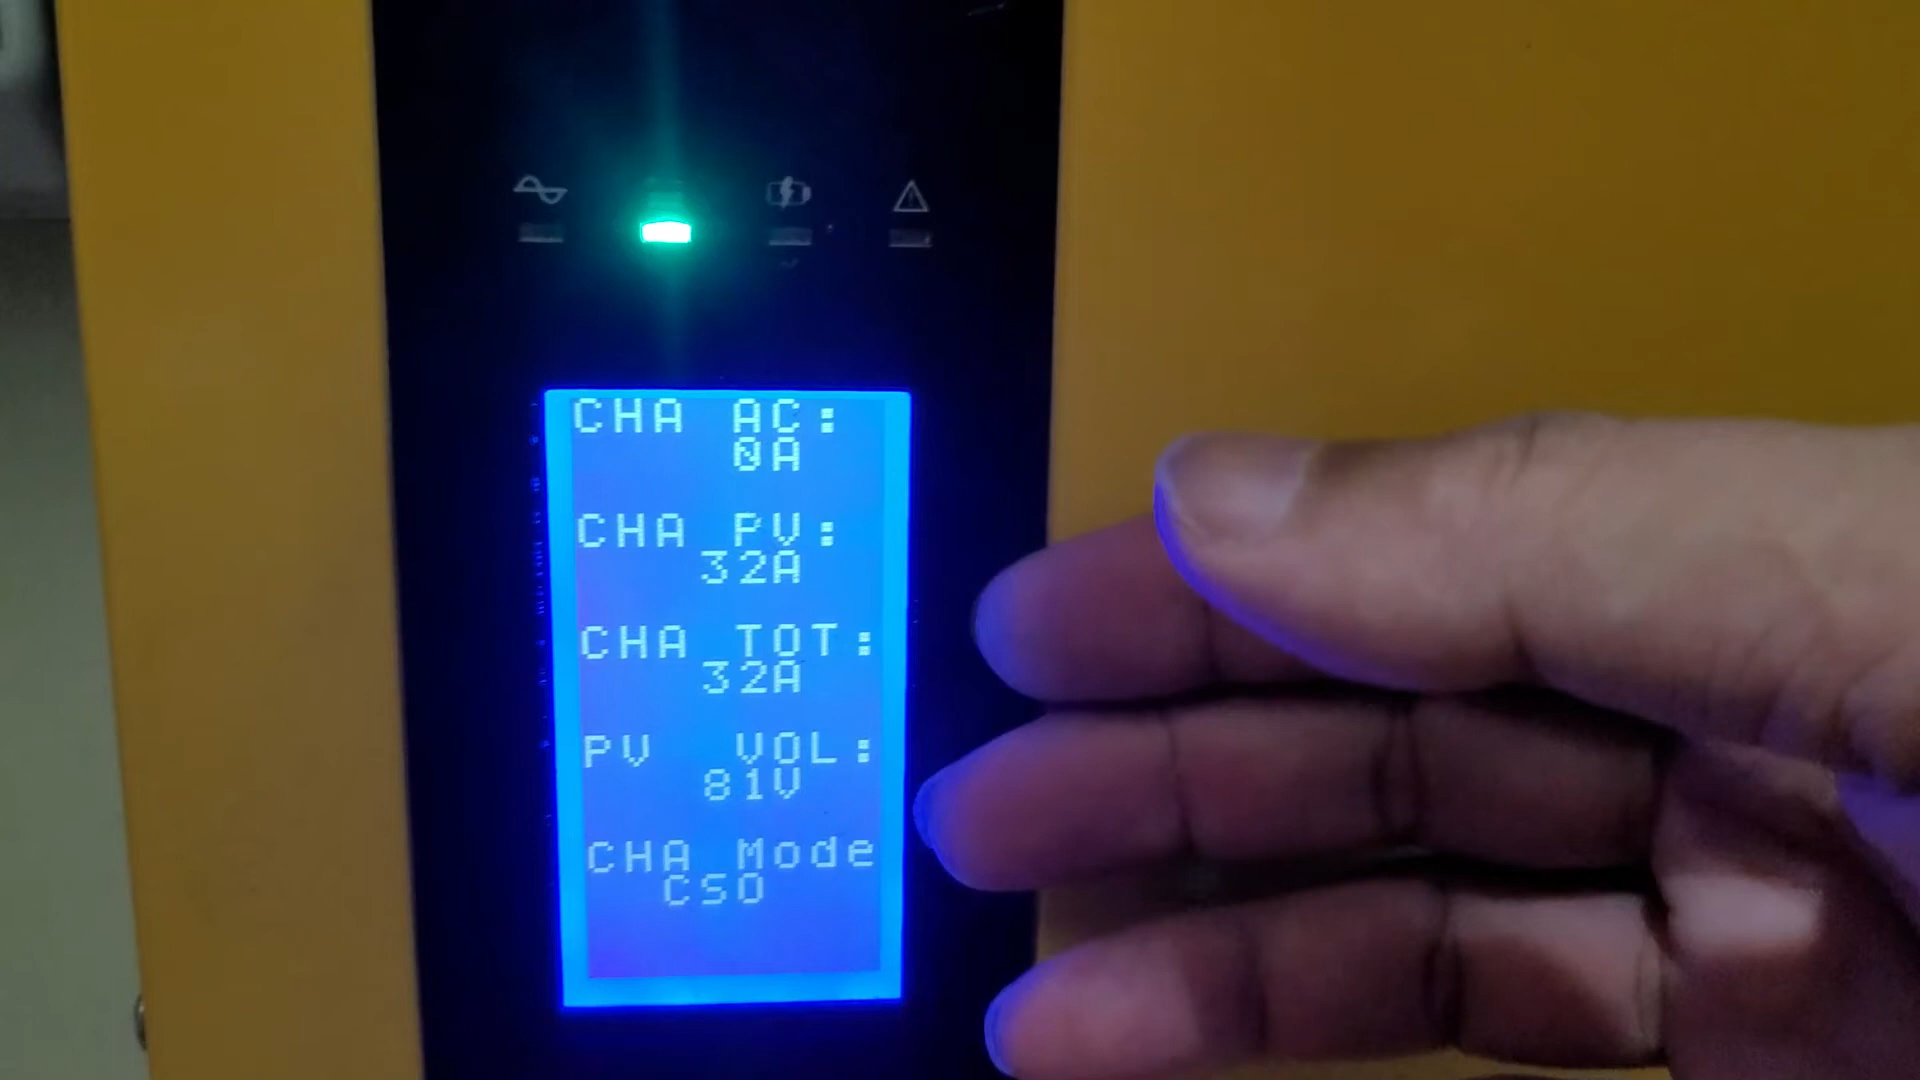 CHA AC:
0A
CHA PV:
32A
CHA TOT:
32A
PV VOL:
81V
CHA Mode
CSO